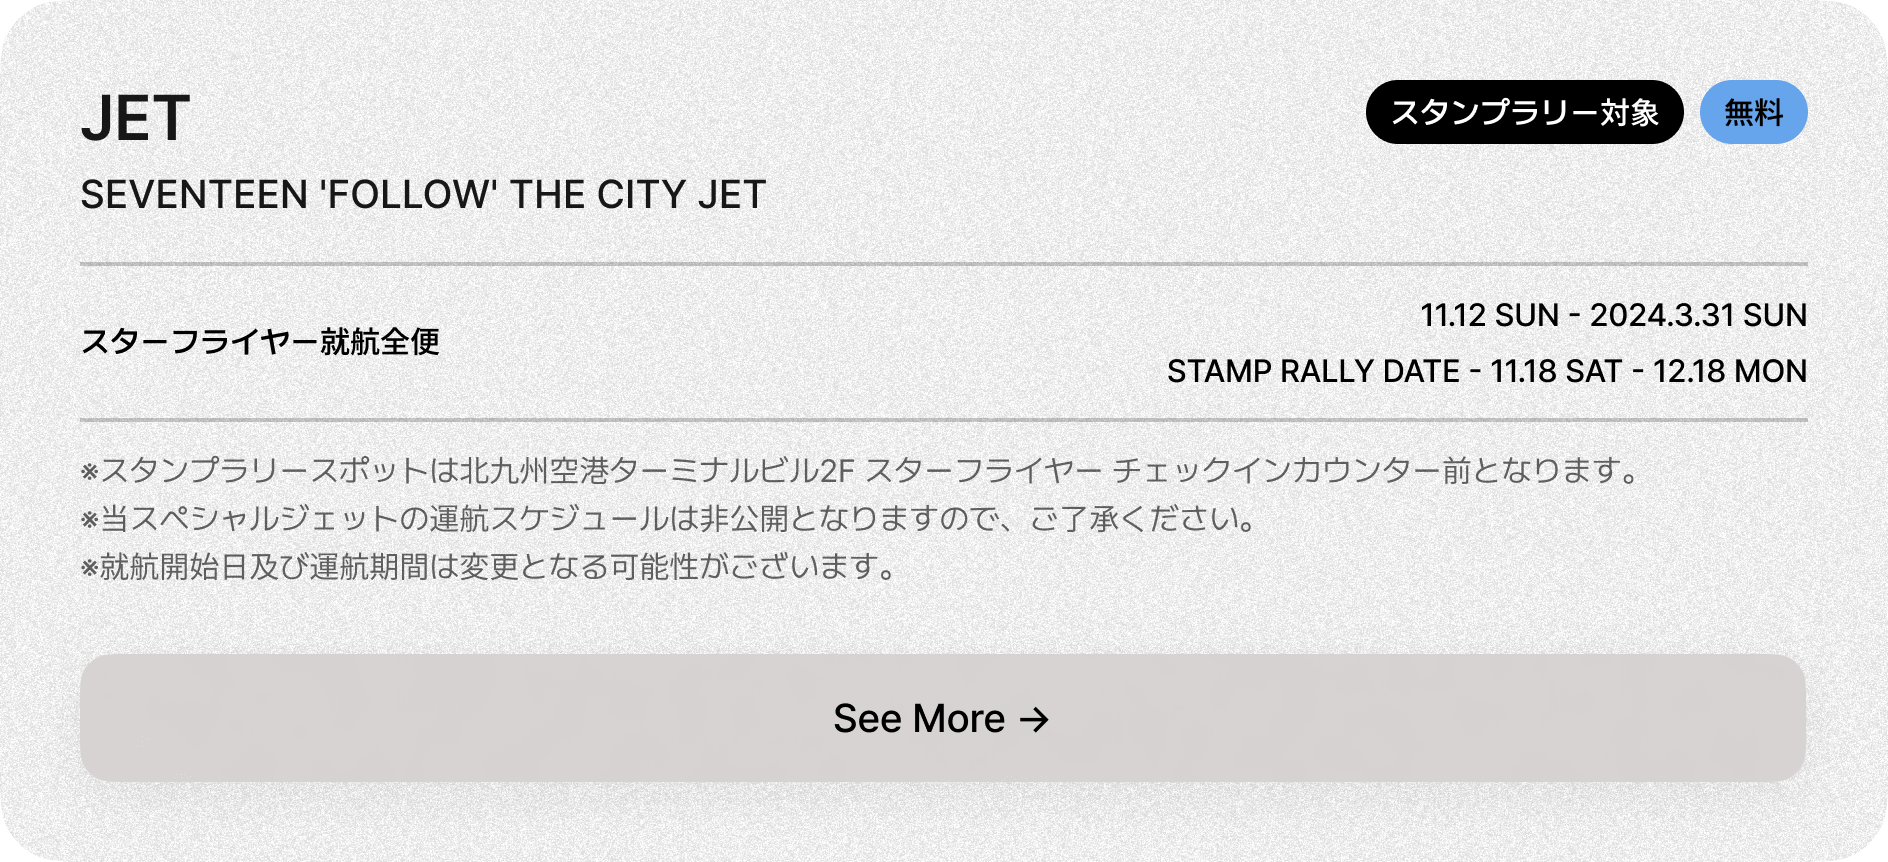 JET
スタンプラリー対象
無料
SEVENTEEN 'FOLLOW' THE CITY JET
スターフライヤー就航全便
11.12 SUN - 2024.3.31 SUN
STAMP RALLY DATE - 11.18 SAT - 12.18 MON
※スタンプラリースポットは北九州空港ターミナルビル2F スターフライヤー チェックインカウンター前となります。
※当スペシャルジェットの運航スケジュールは非公開となりますので、ご了承ください。
※就航開始日及び運航期間は変更となる可能性がございます。
See More →